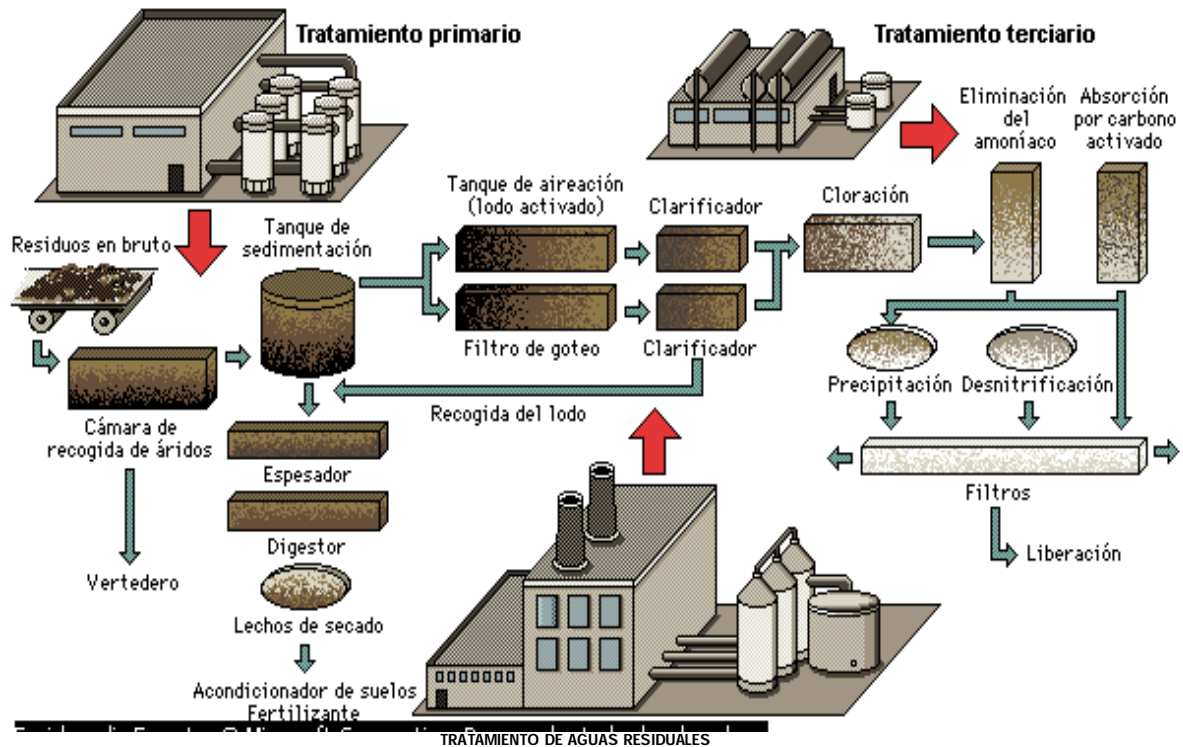 Tratamiento primario
Tratamiento terciario
Eliminación
del
amoníaco
Absorción
por carbono
activado
Residuos en bruto
Tanque de
sedimentación
Tanque de aireación
(lodo activado)
Clarificador
Cloración
Filtro de goteo
Clarificador
Precipitación
Desnitrificación
Recogida del lodo
Cámara de
recogida de áridos
Espesador
Filtros
Digestor
Liberación
Vertedero
Lechos de secado
Acondicionador de suelos
Fertilizante
TRATAMIENTO DE AGUAS RESIDUALES